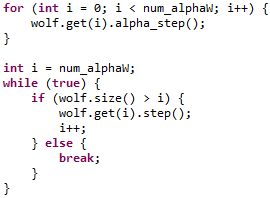 for (int i = 0; i < num_alphaW; i++) {
    wolf.get(i).alpha_step();
}

int i = num_alphaW;
while (true) {
    if (wolf.size() > i) {
        wolf.get(i).step();
        i++;
    } else {
        break;
    }
}